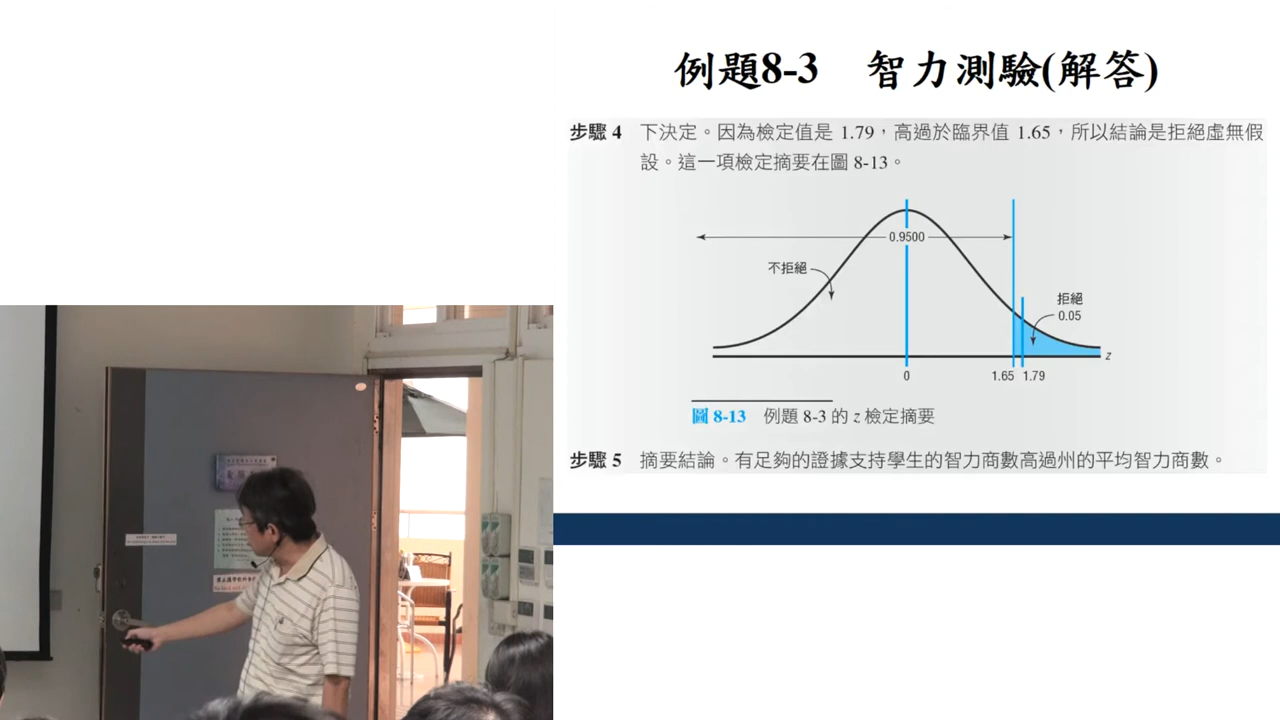 例題8-3 智力測驗(解答)
步驟 4 下決定。因為檢定值是 1.79，高過於臨界值 1.65，所以結論是拒絕虛無假
設。這一項檢定摘要在圖 8-13。
0.9500
不拒絕
拒絕
0.05
z
0
1.65
1.79
圖 8-13 例題 8-3 的 z 檢定摘要
步驟 5 摘要結論。有足夠的證據支持學生的智力商數高過州的平均智力商數。